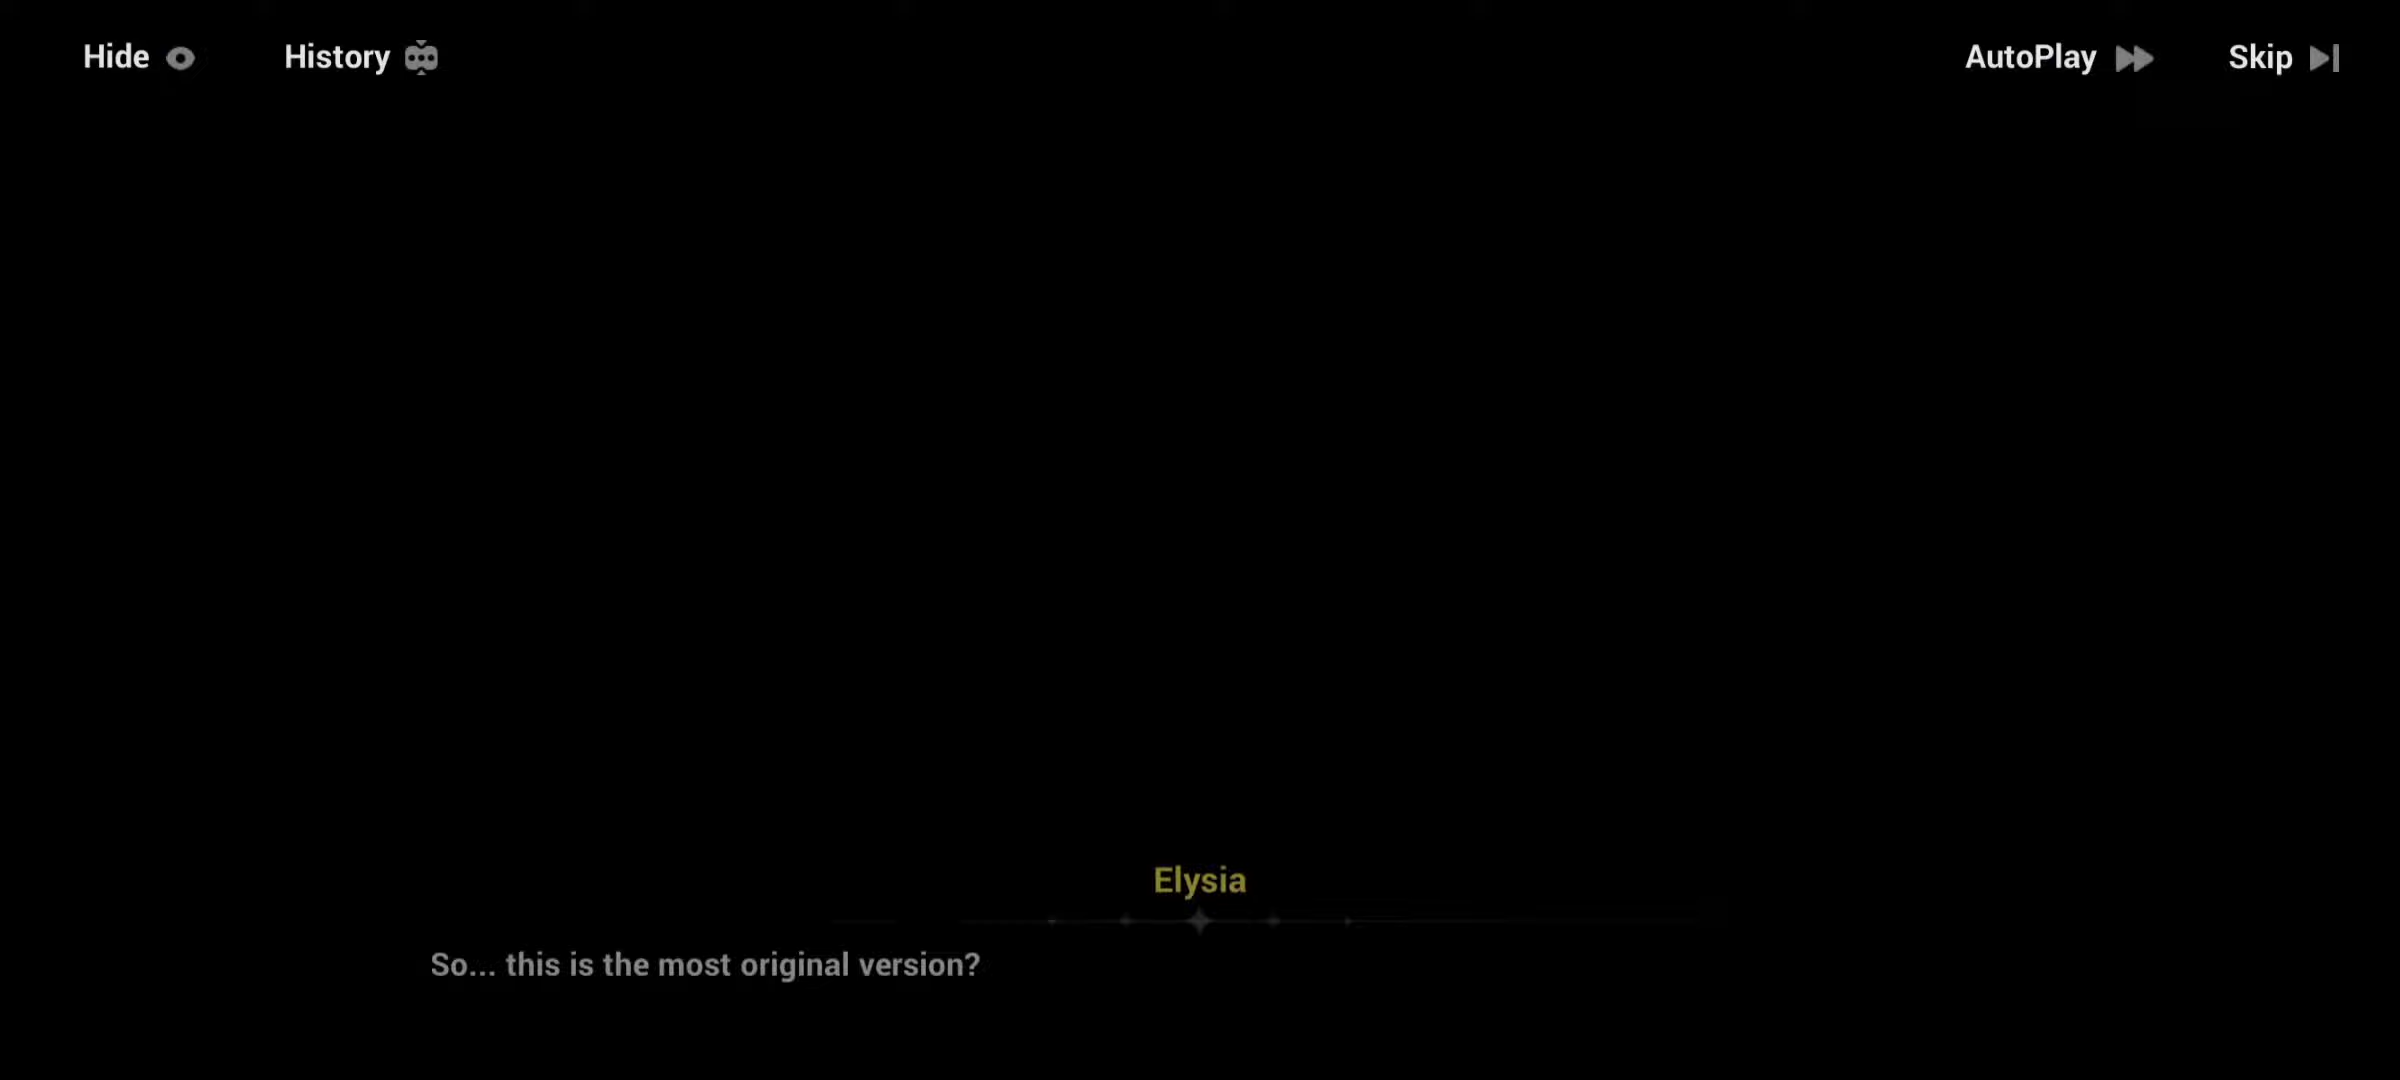 Hide
History
AutoPlay
Skip
Elysia
So... this is the most original version?